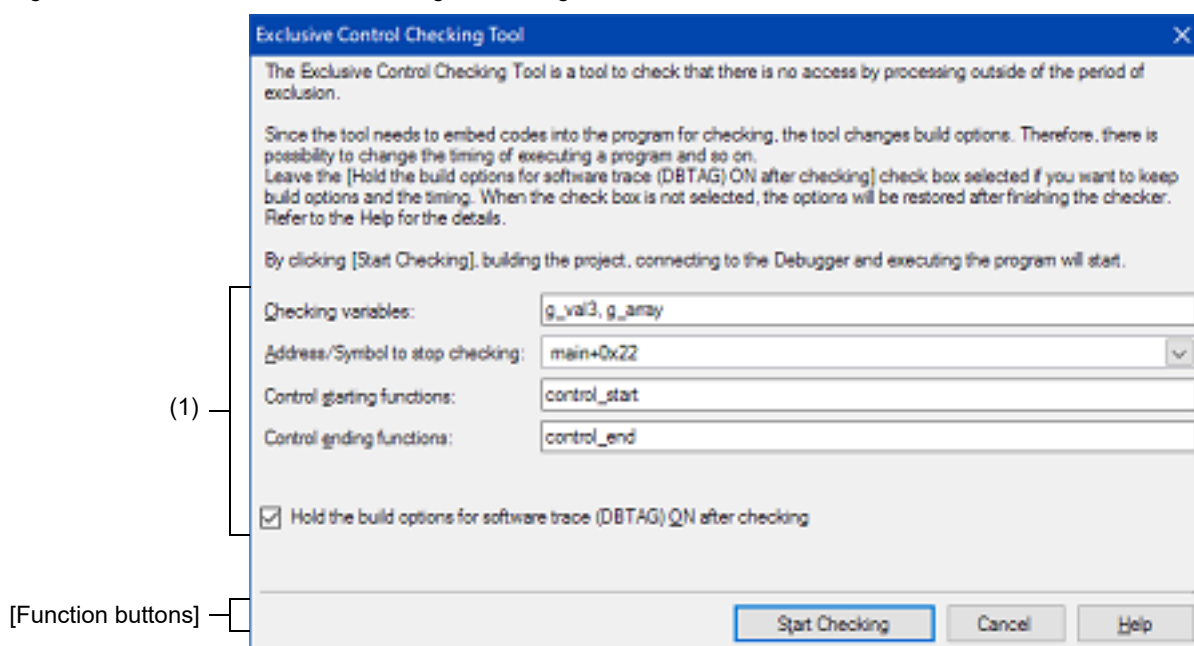 Exclusive Control Checking Tool
The Exclusive Control Checking Tool is a tool to check that there is no access by processing outside of the period of
exclusion.
Since the tool needs to embed codes into the program for checking, the tool changes build options. Therefore, there is
possibility to change the timing of executing a program and so on.
Leave the [Hold the build options for software trace (DBTAG) ON after checking] check box selected if you want to keep
build options and the timing. When the check box is not selected, the options will be restored after finishing the checker.
Refer to the Help for the details.
By clicking [Start Checking], building the project, connecting to the Debugger and executing the program will start.
Checking variables: g_val3, g_array
Address/Symbol to stop checking: main+0x22
(1)
Control starting functions: control_start
Control ending functions: control_end
Hold the build options for software trace (DBTAG) ON after checking
[Function buttons]
Start Checking Cancel Help